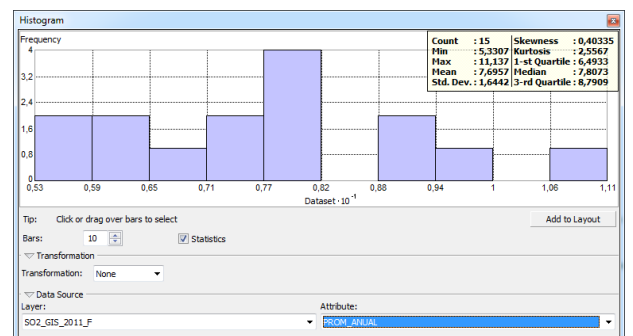 Histogram
Frequency
Count : 15 Skewness : 0,40335
Min : 5,3307 Kurtosis : 2,5567
Max : 11,137 1-st Quartile : 6,4933
Mean : 7,6957 Median : 7,8073
Std. Dev. : 1,6442 3-rd Quartile : 8,7909
4
3,2
2,4
1,6
0,8
0
0,53 0,59 0,65 0,71 0,77 0,82 0,88 0,94 1 1,06 1,11
Dataset · 10⁻¹
Tip: Click or drag over bars to select
Add to Layout
Bars: 10 Statistics
Transformation
Transformation: None
Data Source
Layer: Attribute:
SO2_GIS_2011_F PROM_ANUAL